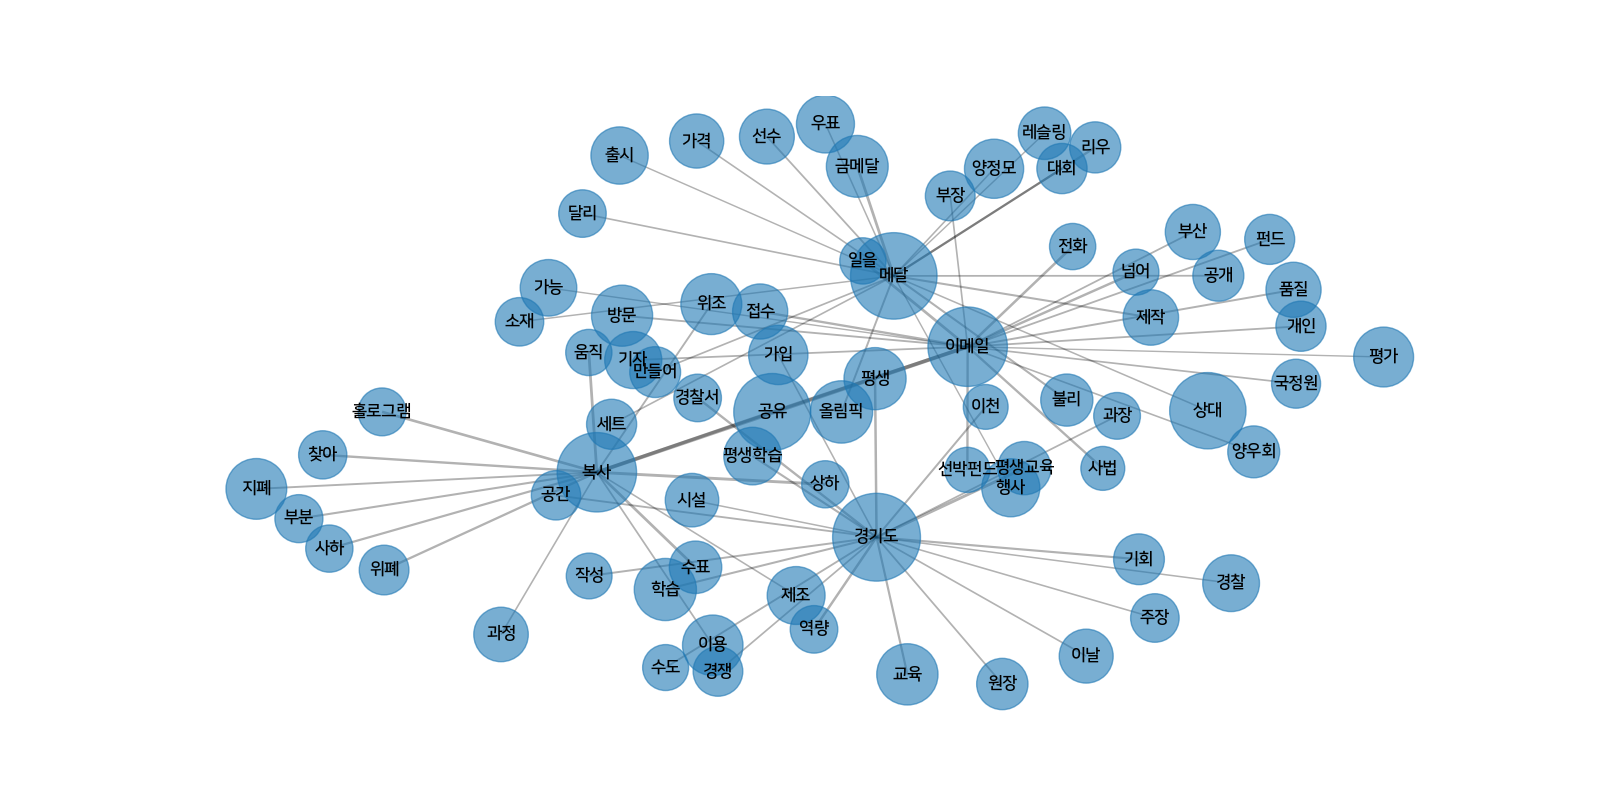 우표
레슬링
선수
가격
리우
출시
금메달
양정모
대회
부장
달리
부산
펀드
전화
일을
메달
넘어
공개
가능
품질
위조
접수
방문
제작
소재
개인
이메일
움직
기자
가입
평가
만들어
평생
국정원
경찰서
불리
이천
홀로그램
공유
올림픽
상대
과장
세트
양우회
찾아
평생학습
선박펀드
평생교육
사법
복사
상하
지폐
행사
공간
시설
부분
경기도
사하
기회
위폐
수표
작성
경찰
학습
제조
주장
역량
과정
이용
이날
수도
경쟁
교육
원장